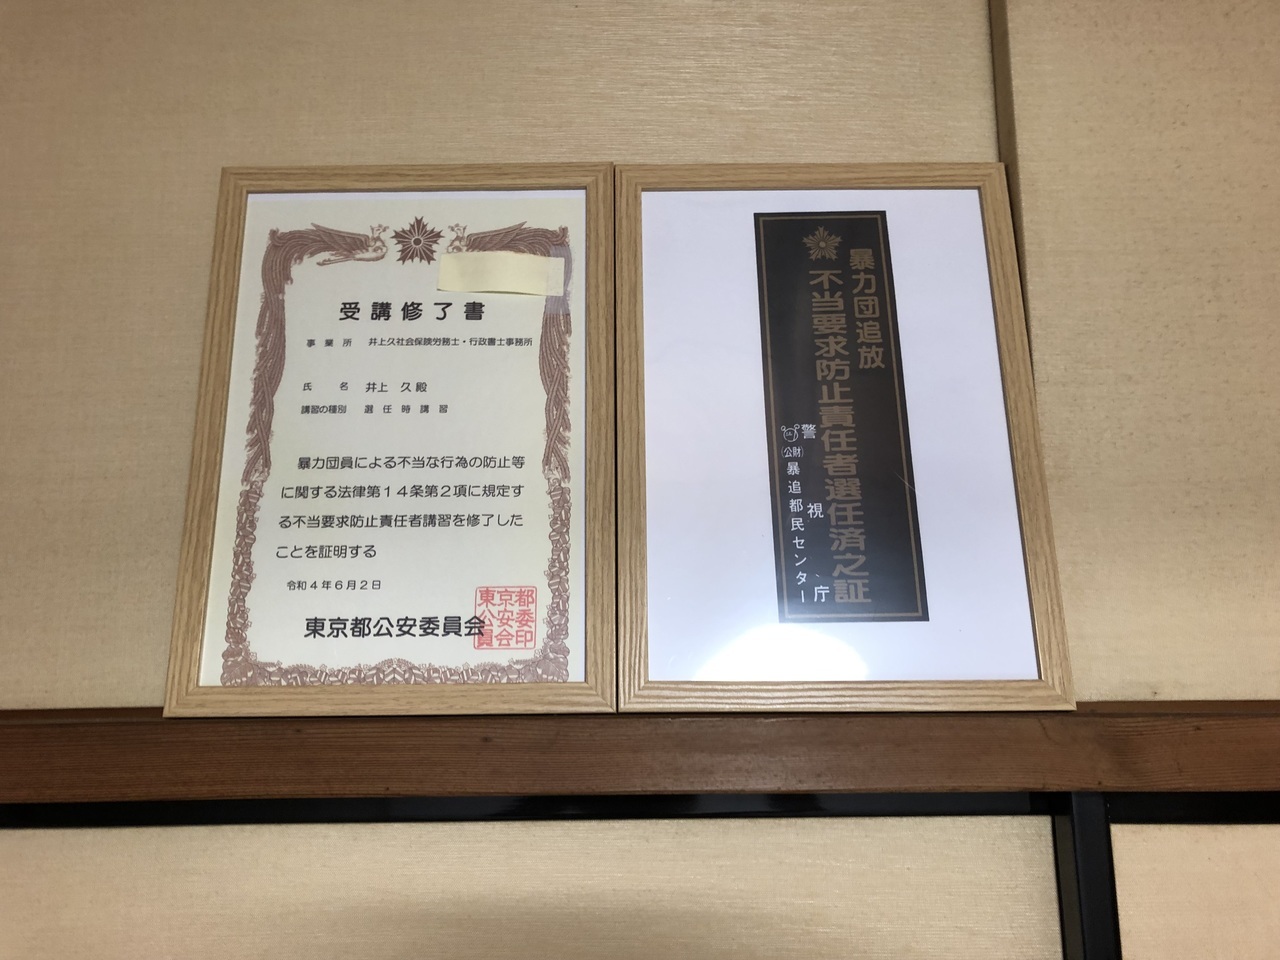 受講修了書
事業所 井上久社会保険労務士・行政書士事務所
氏名 井上 久 殿
講習の種別 選任時講習
暴力団員による不当な行為の防止等
に関する法律第14条第2項に規定す
る不当要求防止責任者講習を修了した
ことを証明する
令和4年6月2日
東京都公安委員会
東京都
公安委
員会印
暴力団追放
不当要求防止責任者選任済之証
警視庁
(公財)暴追都民センター